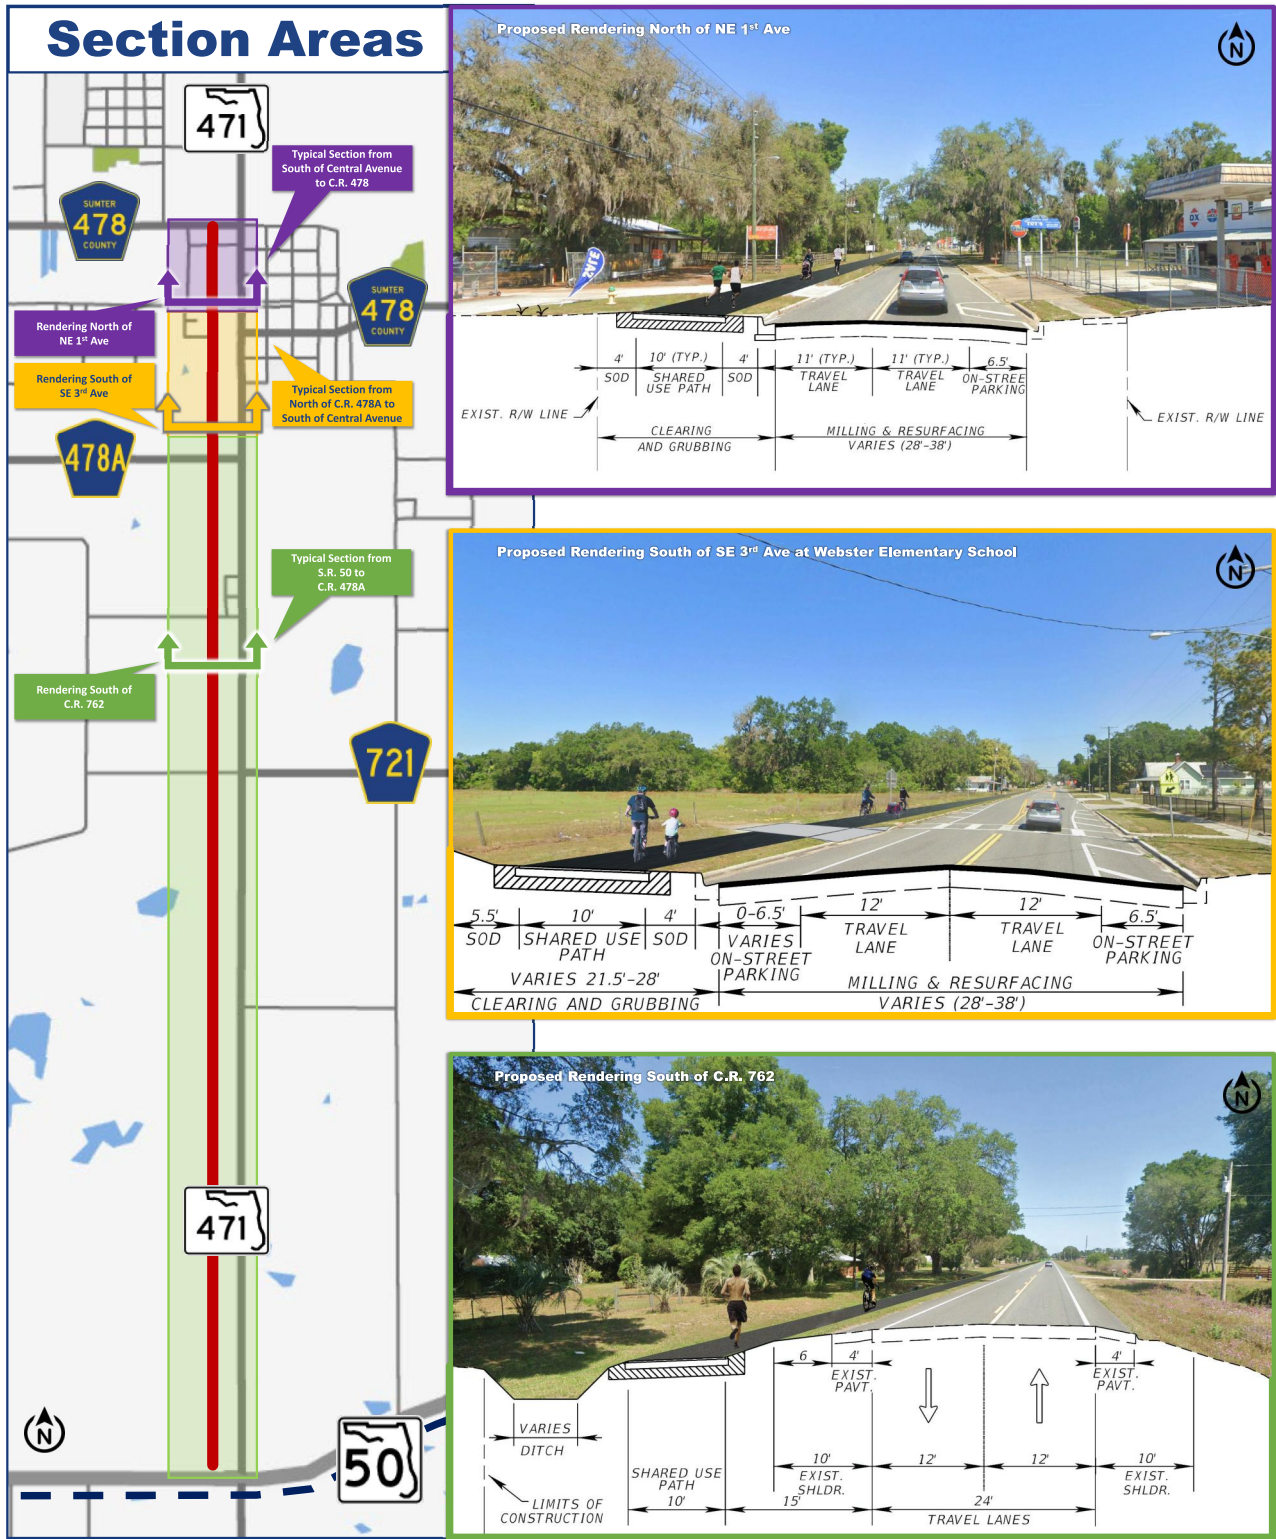 Section Areas
471
Typical Section from
South of Central Avenue
to C.R. 478
SUMTER
478
COUNTY
SUMTER
478
COUNTY
Rendering North of
NE 1st Ave
Rendering South of
SE 3rd Ave
Typical Section from
North of C.R. 478A to
South of Central Avenue
478A
Typical Section from
S.R. 50 to
C.R. 478A
Rendering South of
C.R. 762
721
471
N
50
Proposed Rendering North of NE 1st Ave
N
DX
4'
SOD
10' (TYP.)
SHARED
USE PATH
4'
SOD
11' (TYP.)
TRAVEL
LANE
11' (TYP.)
TRAVEL
LANE
6.5'
ON-STREE
PARKING
EXIST. R/W LINE
EXIST. R/W LINE
CLEARING
AND GRUBBING
MILLING & RESURFACING
VARIES (28'-38')
Proposed Rendering South of SE 3rd Ave at Webster Elementary School
N
5.5'
SOD
10'
SHARED USE
PATH
4'
SOD
0-6.5'
VARIES
ON-STREET
PARKING
12'
TRAVEL
LANE
12'
TRAVEL
LANE
6.5'
ON-STREET
PARKING
VARIES 21.5'-28'
CLEARING AND GRUBBING
MILLING & RESURFACING
VARIES (28'-38')
Proposed Rendering South of C.R. 762
N
6
4'
EXIST.
PAVT.
4'
EXIST.
PAVT.
VARIES
DITCH
LIMITS OF
CONSTRUCTION
SHARED USE
PATH
10'
10'
EXIST.
SHLDR.
15'
12'
12'
24'
TRAVEL LANES
10'
EXIST.
SHLDR.